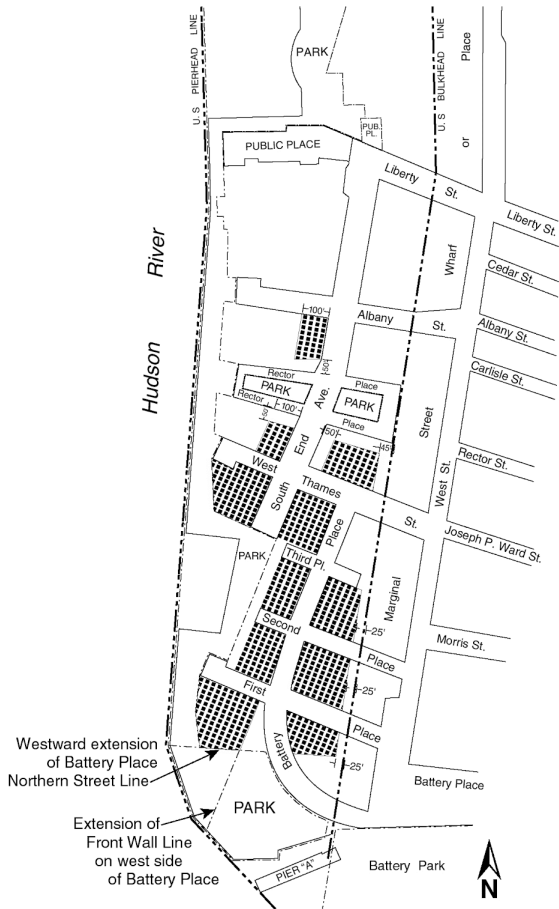 U.S PIERHEAD LINE
PARK
U.S BULKHEAD LINE
Place
or
PUB.
PL.
PUBLIC PLACE
Liberty
St.
Liberty St.
Hudson River
Wharf
Cedar St.
100'
Albany
St.
Albany St.
50'
Carlisle St.
Rector
Place
PARK
PARK
Rector
Place
100'
50'
Ave.
End
South
50'
45'
Street
West St.
Rector St.
West
Thames
St.
Joseph P. Ward St.
Place
PARK
Third Pl.
Marginal
Second
Place
25'
Morris St.
First
Place
25'
Battery
25'
Battery Place
Westward extension
of Battery Place
Northern Street Line
PARK
Extension of
Front Wall Line
on west side
of Battery Place
PIER "A"
Battery Park
N